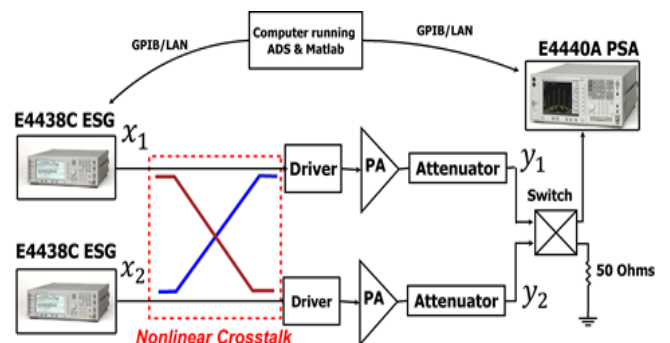 Computer running
ADS & Matlab
GPIB/LAN
GPIB/LAN
E4440A PSA
E4438C ESG
x₁
Driver
PA
Attenuator
y₁
Switch
E4438C ESG
x₂
Driver
PA
Attenuator
y₂
50 Ohms
Nonlinear Crosstalk